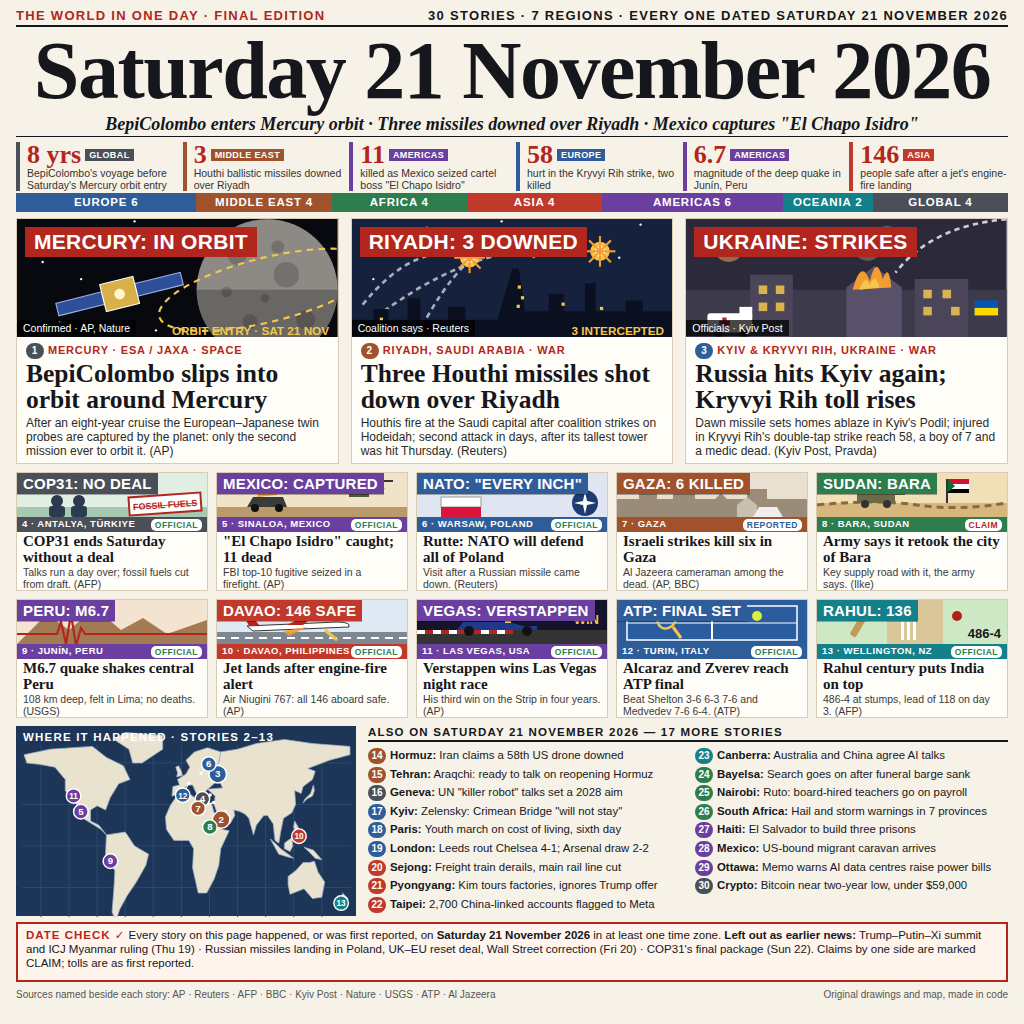 THE WORLD IN ONE DAY · FINAL EDITION
30 STORIES · 7 REGIONS · EVERY ONE DATED SATURDAY 21 NOVEMBER 2026
Saturday 21 November 2026
BepiColombo enters Mercury orbit · Three missiles downed over Riyadh · Mexico captures "El Chapo Isidro"
8 yrs GLOBAL
BepiColombo's voyage before
Saturday's Mercury orbit entry
3 MIDDLE EAST
Houthi ballistic missiles downed
over Riyadh
11 AMERICAS
killed as Mexico seized cartel
boss "El Chapo Isidro"
58 EUROPE
hurt in the Kryvyi Rih strike, two
killed
6.7 AMERICAS
magnitude of the deep quake in
Junín, Peru
146 ASIA
people safe after a jet's engine-
fire landing
EUROPE 6
MIDDLE EAST 4
AFRICA 4
ASIA 4
AMERICAS 6
OCEANIA 2
GLOBAL 4
MERCURY: IN ORBIT
Confirmed · AP, Nature
ORBIT ENTRY · SAT 21 NOV
1 MERCURY · ESA / JAXA · SPACE
BepiColombo slips into
orbit around Mercury
After an eight-year cruise the European–Japanese twin
probes are captured by the planet: only the second
mission ever to orbit it. (AP)
RIYADH: 3 DOWNED
Coalition says · Reuters
3 INTERCEPTED
2 RIYADH, SAUDI ARABIA · WAR
Three Houthi missiles shot
down over Riyadh
Houthis fire at the Saudi capital after coalition strikes on
Hodeidah; second attack in days, after its tallest tower
was hit Thursday. (Reuters)
UKRAINE: STRIKES
Officials · Kyiv Post
3 KYIV & KRYVYI RIH, UKRAINE · WAR
Russia hits Kyiv again;
Kryvyi Rih toll rises
Dawn missile sets homes ablaze in Kyiv's Podil; injured
in Kryvyi Rih's double-tap strike reach 58, a boy of 7 and
a medic dead. (Kyiv Post, Pravda)
COP31: NO DEAL
FOSSIL FUELS
4 · ANTALYA, TÜRKIYE OFFICIAL
COP31 ends Saturday
without a deal
Talks run a day over; fossil fuels cut
from draft. (AFP)
MEXICO: CAPTURED
5 · SINALOA, MEXICO OFFICIAL
"El Chapo Isidro" caught;
11 dead
FBI top-10 fugitive seized in a
firefight. (AP)
NATO: "EVERY INCH"
6 · WARSAW, POLAND OFFICIAL
Rutte: NATO will defend
all of Poland
Visit after a Russian missile came
down. (Reuters)
GAZA: 6 KILLED
7 · GAZA REPORTED
Israeli strikes kill six in
Gaza
Al Jazeera cameraman among the
dead. (AP, BBC)
SUDAN: BARA
8 · BARA, SUDAN CLAIM
Army says it retook the city
of Bara
Key supply road with it, the army
says. (Ilke)
PERU: M6.7
9 · JUNÍN, PERU OFFICIAL
M6.7 quake shakes central
Peru
108 km deep, felt in Lima; no deaths.
(USGS)
DAVAO: 146 SAFE
10 · DAVAO, PHILIPPINES OFFICIAL
Jet lands after engine-fire
alert
Air Niugini 767: all 146 aboard safe.
(AP)
VEGAS: VERSTAPPEN
WIN
11 · LAS VEGAS, USA OFFICIAL
Verstappen wins Las Vegas
night race
His third win on the Strip in four years.
(AP)
ATP: FINAL SET
12 · TURIN, ITALY OFFICIAL
Alcaraz and Zverev reach
ATP final
Beat Shelton 3-6 6-3 7-6 and
Medvedev 7-6 6-4. (ATP)
RAHUL: 136
486-4
13 · WELLINGTON, NZ OFFICIAL
Rahul century puts India
on top
486-4 at stumps, lead of 118 on day
3. (AFP)
WHERE IT HAPPENED · STORIES 2–13
6
3
11
5
12
4
7
2
8
10
9
13
ALSO ON SATURDAY 21 NOVEMBER 2026 — 17 MORE STORIES
14 Hormuz: Iran claims a 58th US drone downed
15 Tehran: Araqchi: ready to talk on reopening Hormuz
16 Geneva: UN "killer robot" talks set a 2028 aim
17 Kyiv: Zelensky: Crimean Bridge "will not stay"
18 Paris: Youth march on cost of living, sixth day
19 London: Leeds rout Chelsea 4-1; Arsenal draw 2-2
20 Sejong: Freight train derails, main rail line cut
21 Pyongyang: Kim tours factories, ignores Trump offer
22 Taipei: 2,700 China-linked accounts flagged to Meta
23 Canberra: Australia and China agree AI talks
24 Bayelsa: Search goes on after funeral barge sank
25 Nairobi: Ruto: board-hired teachers go on payroll
26 South Africa: Hail and storm warnings in 7 provinces
27 Haiti: El Salvador to build three prisons
28 Mexico: US-bound migrant caravan arrives
29 Ottawa: Memo warns AI data centres raise power bills
30 Crypto: Bitcoin near two-year low, under $59,000
DATE CHECK ✓ Every story on this page happened, or was first reported, on Saturday 21 November 2026 in at least one time zone. Left out as earlier news: Trump–Putin–Xi summit
and ICJ Myanmar ruling (Thu 19) · Russian missiles landing in Poland, UK–EU reset deal, Wall Street correction (Fri 20) · COP31's final package (Sun 22). Claims by one side are marked
CLAIM; tolls are as first reported.
Sources named beside each story: AP · Reuters · AFP · BBC · Kyiv Post · Nature · USGS · ATP · Al Jazeera
Original drawings and map, made in code